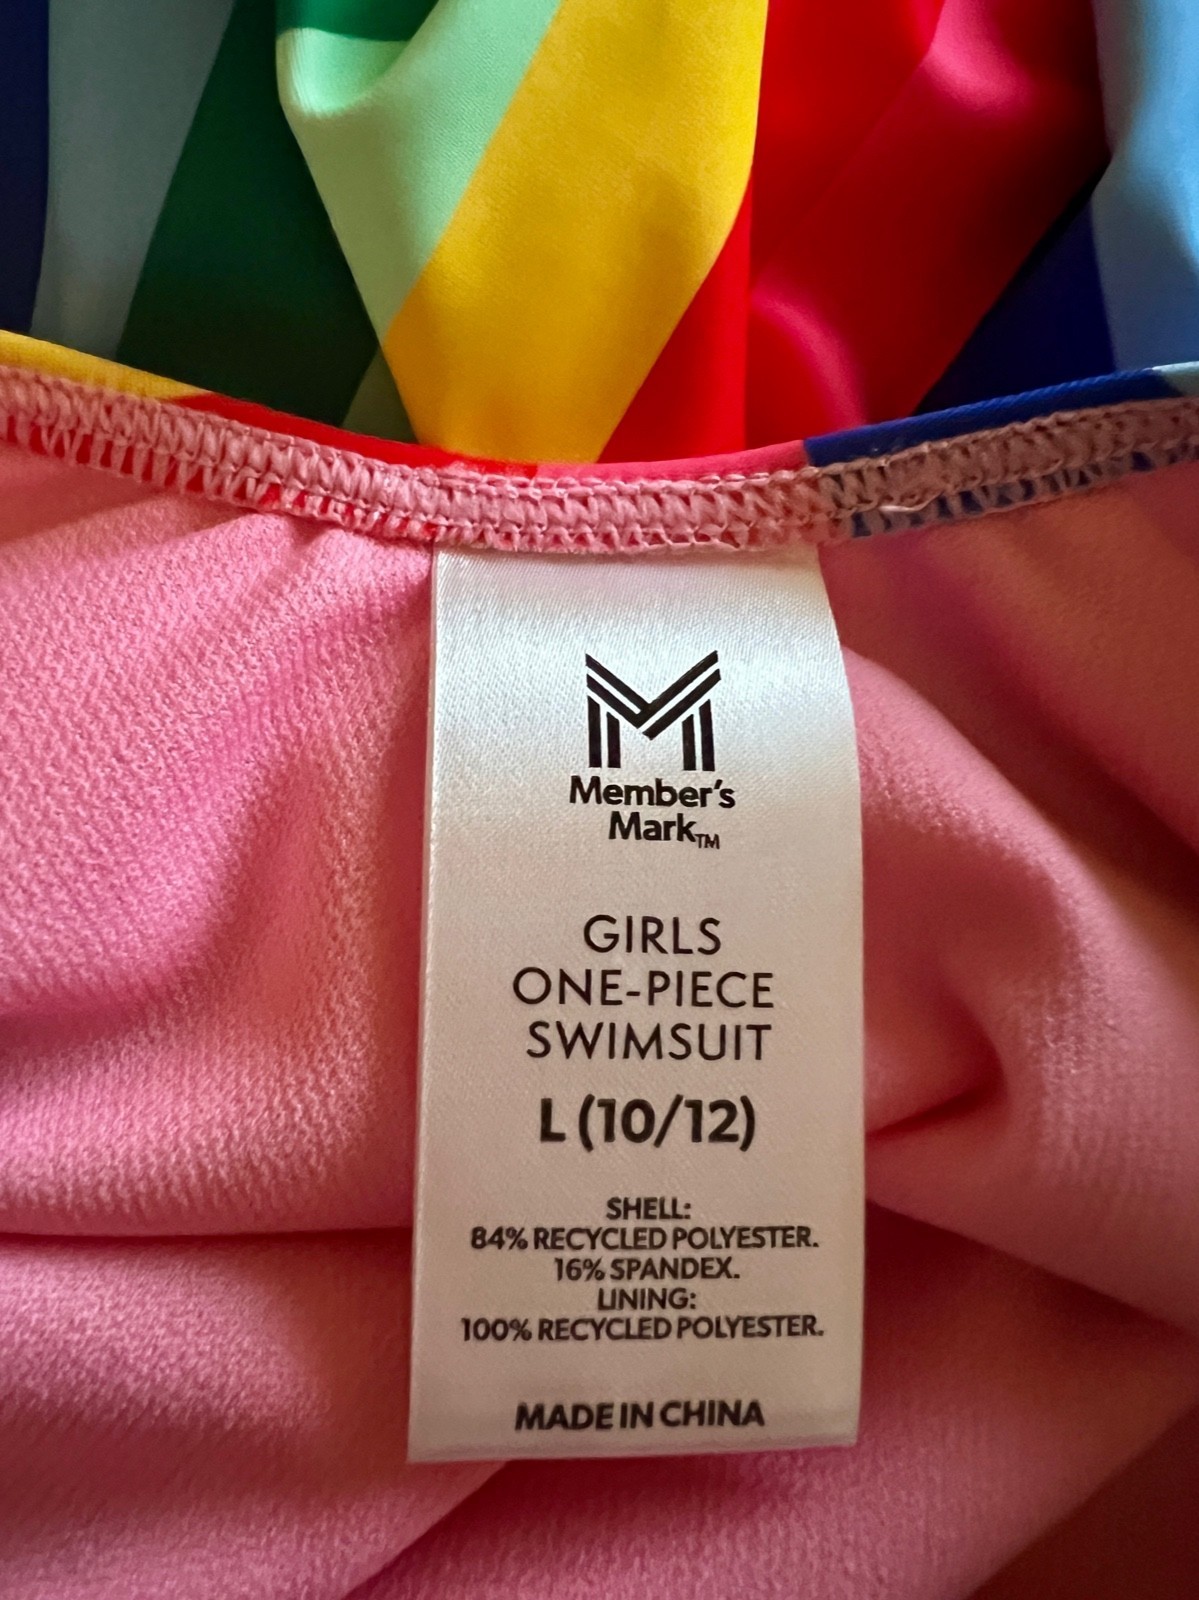 Member's
Mark™
GIRLS
ONE-PIECE
SWIMSUIT
L (10/12)
SHELL:
84% RECYCLED POLYESTER.
16% SPANDEX.
LINING:
100% RECYCLED POLYESTER.
MADE IN CHINA